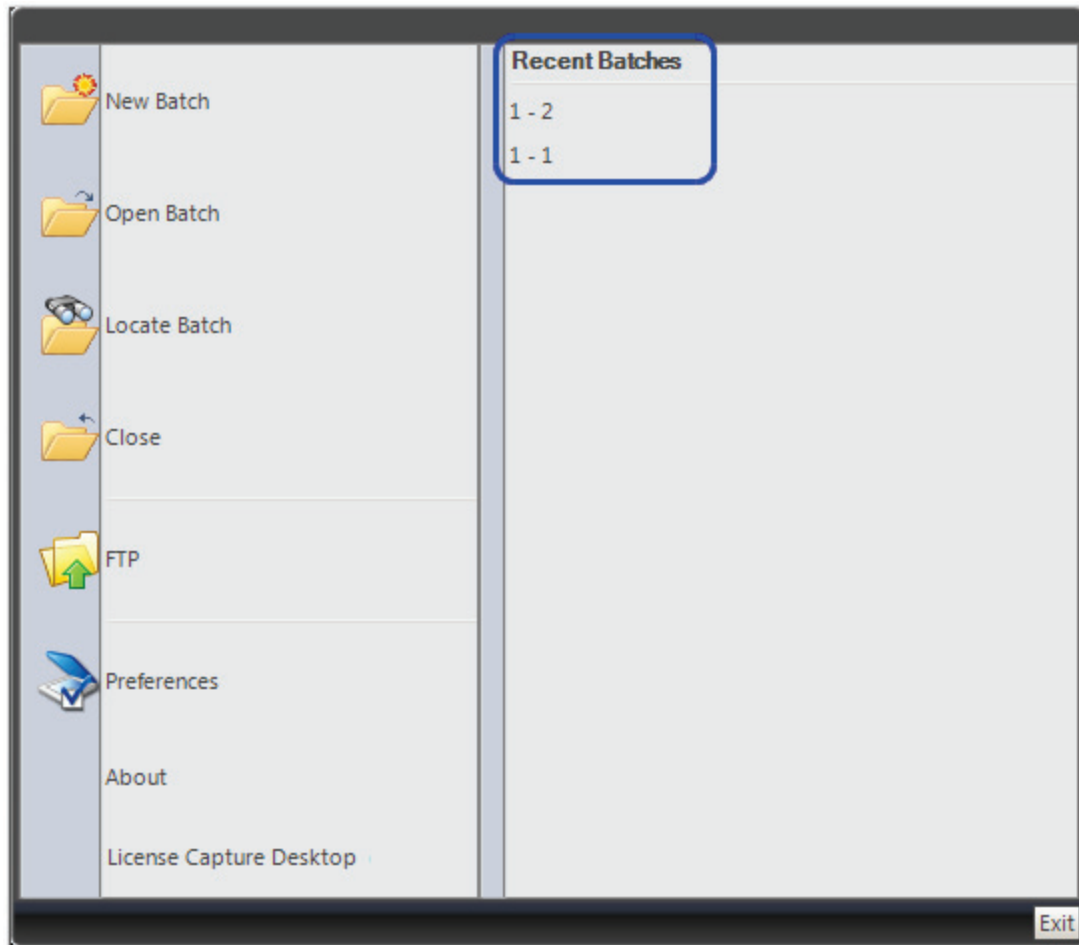 New Batch
Open Batch
Locate Batch
Close
FTP
Preferences
About
License Capture Desktop
Recent Batches
1 - 2
1 - 1
Exit